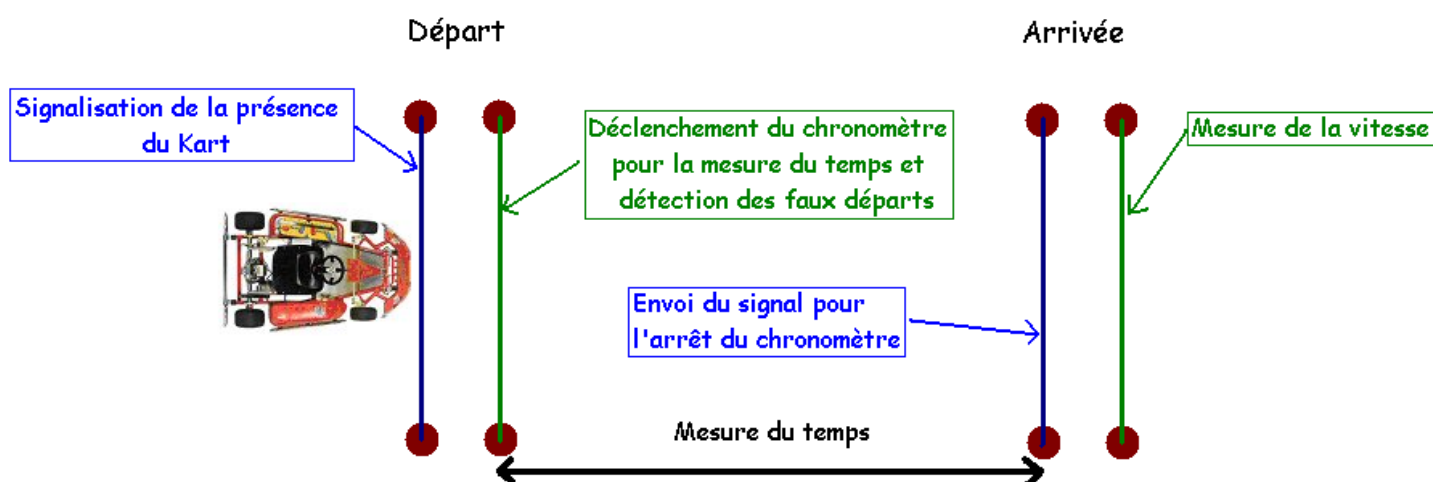 Départ
Arrivée
Signalisation de la présence
du Kart
Déclenchement du chronomètre
pour la mesure du temps et
détection des faux départs
Mesure de la vitesse
Envoi du signal pour
l'arrêt du chronomètre
Mesure du temps